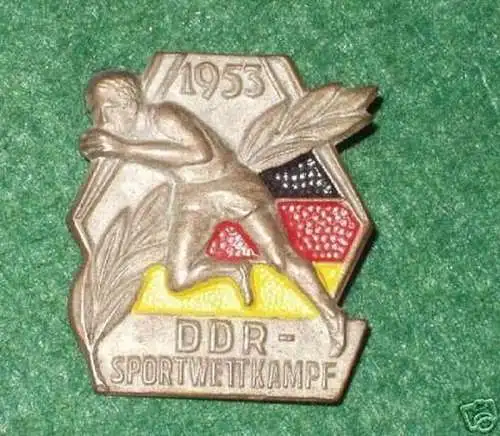 1953
DDR-
SPORTWETTKAMPF